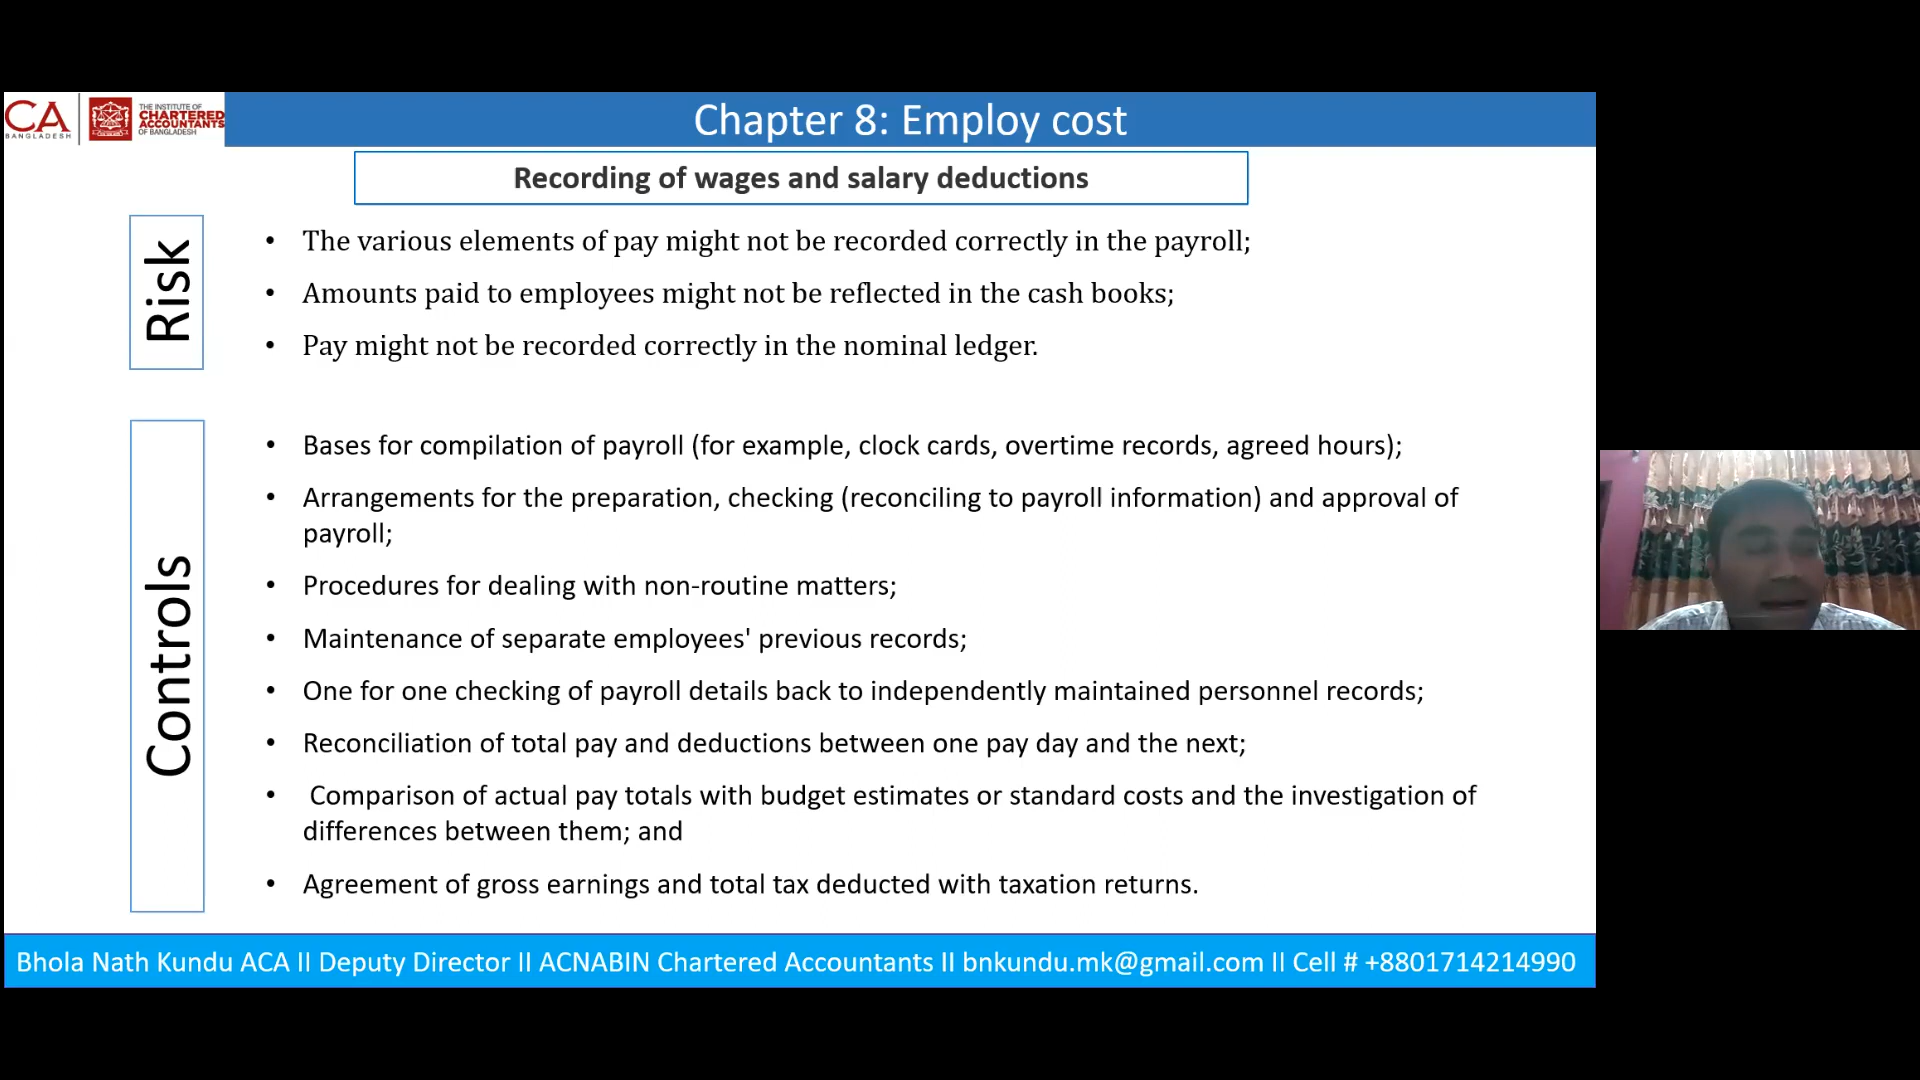 CA
BANGLADESH
THE INSTITUTE OF
CHARTERED
ACCOUNTANTS
OF BANGLADESH
Chapter 8: Employ cost
Recording of wages and salary deductions
Risk
• The various elements of pay might not be recorded correctly in the payroll;
• Amounts paid to employees might not be reflected in the cash books;
• Pay might not be recorded correctly in the nominal ledger.
Controls
• Bases for compilation of payroll (for example, clock cards, overtime records, agreed hours);
• Arrangements for the preparation, checking (reconciling to payroll information) and approval of
payroll;
• Procedures for dealing with non-routine matters;
• Maintenance of separate employees' previous records;
• One for one checking of payroll details back to independently maintained personnel records;
• Reconciliation of total pay and deductions between one pay day and the next;
• Comparison of actual pay totals with budget estimates or standard costs and the investigation of
differences between them; and
• Agreement of gross earnings and total tax deducted with taxation returns.
Bhola Nath Kundu ACA II Deputy Director II ACNABIN Chartered Accountants II bnkundu.mk@gmail.com II Cell # +8801714214990